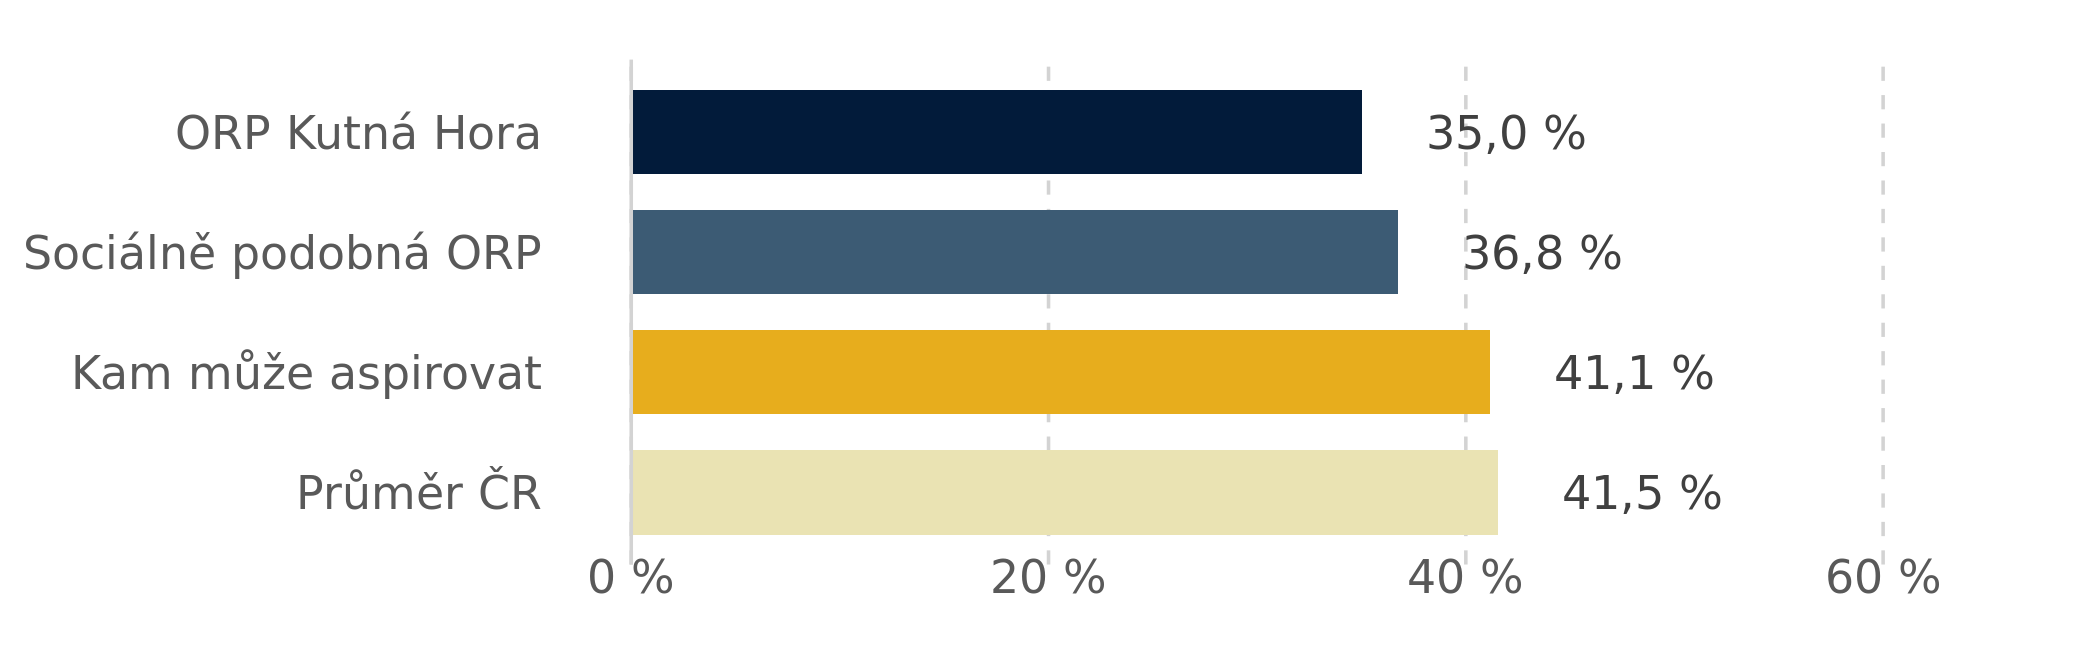 ORP Kutná Hora 35,0 %
Sociálně podobná ORP 36,8 %
Kam může aspirovat 41,1 %
Průměr ČR 41,5 %
0 % 20 % 40 % 60 %